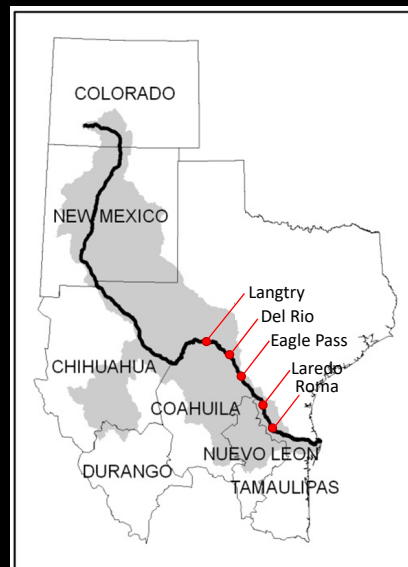 COLORADO
NEW MEXICO
Langtry
Del Rio
Eagle Pass
CHIHUAHUA
Laredo
Roma
COAHUILA
NUEVO LEON
DURANGO
TAMAULIPAS